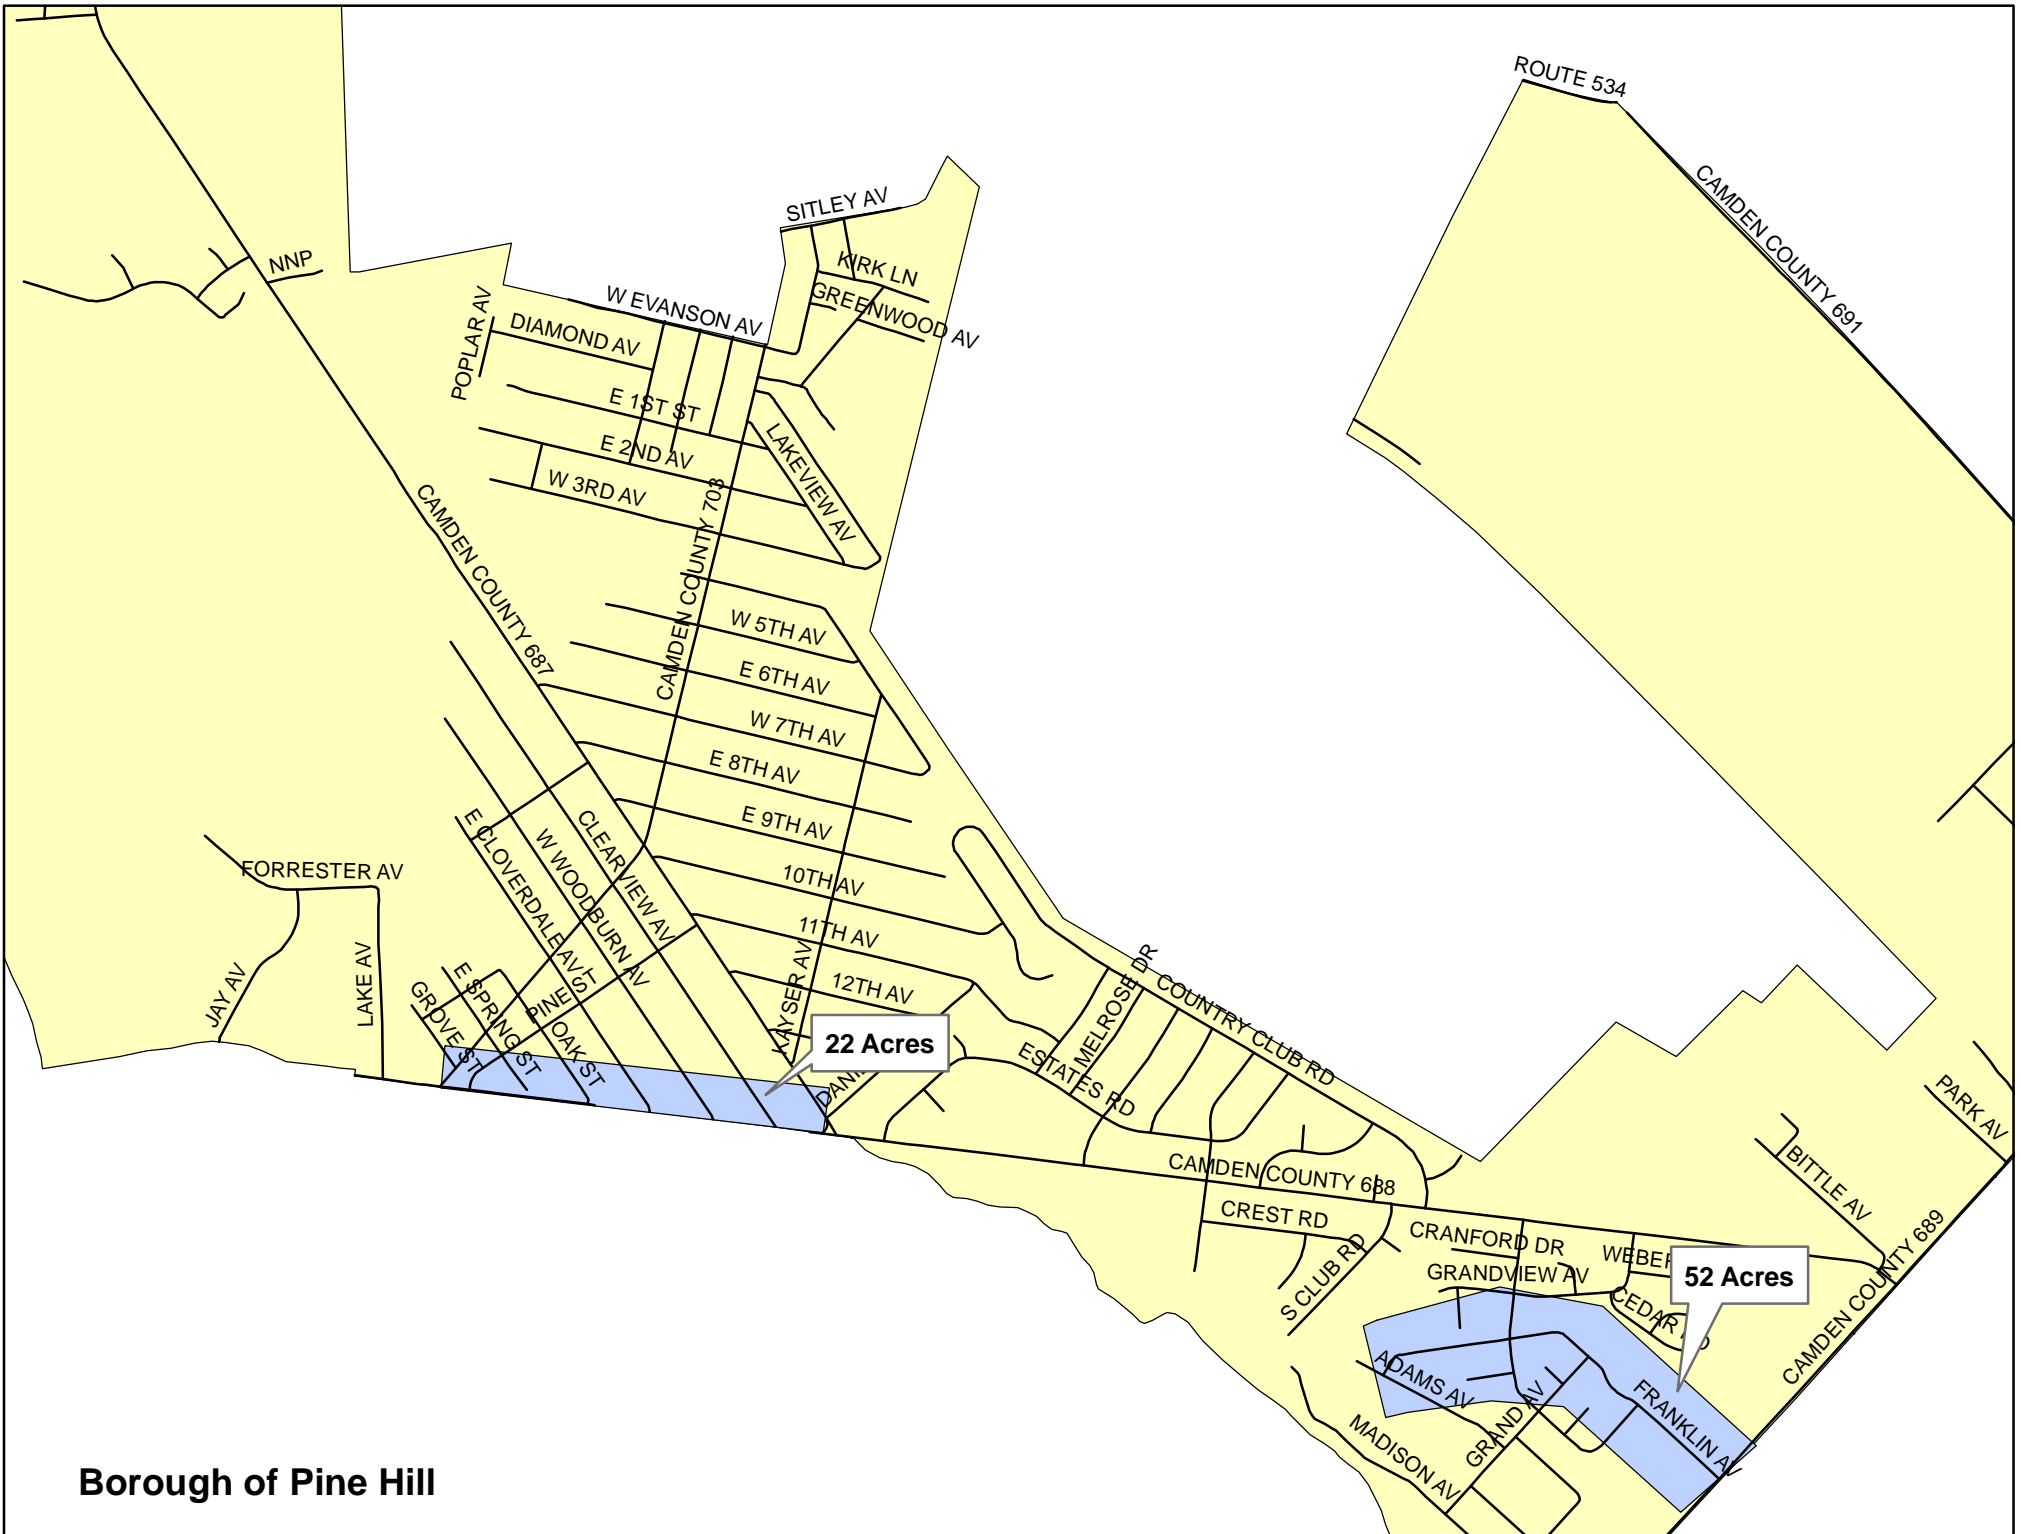 ROUTE 534
CAMDEN COUNTY 691
SITLEY AV
KIRK LN
GREENWOOD AV
NNP
W EVANSON AV
POPLAR AV
DIAMOND AV
E 1ST ST
E 2ND AV
W 3RD AV
LAKEVIEW AV
CAMDEN COUNTY 703
CAMDEN COUNTY 687
W 5TH AV
E 6TH AV
W 7TH AV
E 8TH AV
E 9TH AV
10TH AV
11TH AV
12TH AV
KAYSER AV
CLEARVIEW AV
W WOODBURN AV
E CLOVERDALE AV
FORRESTER AV
JAY AV
LAKE AV
GROVE ST
E SPRING ST
PINE ST
OAK ST
22 Acres
MELROSE DR
COUNTRY CLUB RD
ESTATES RD
CAMDEN COUNTY 688
CREST RD
S CLUB RD
CRANFORD DR
GRANDVIEW AV
52 Acres
PARK AV
BITTLE AV
CAMDEN COUNTY 689
ADAMS AV
GRAND AV
FRANKLIN AV
MADISON AV
Borough of Pine Hill